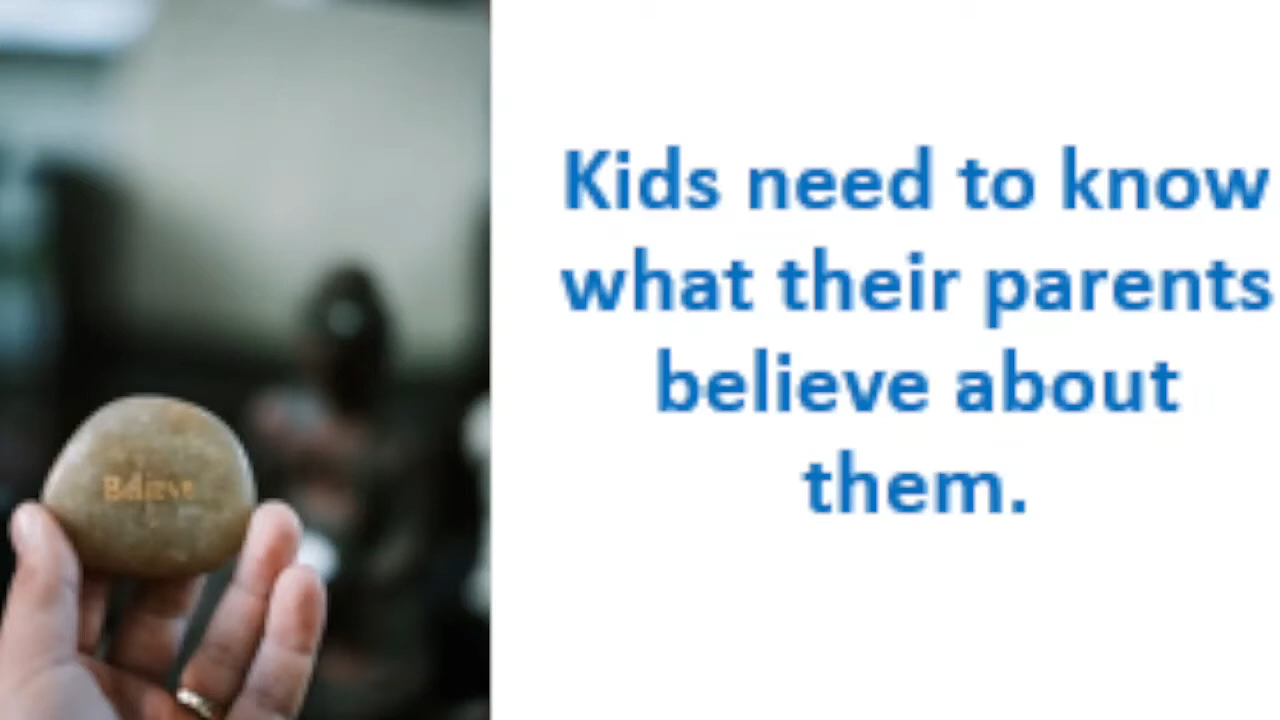 Believe
Kids need to know
what their parents
believe about
them.